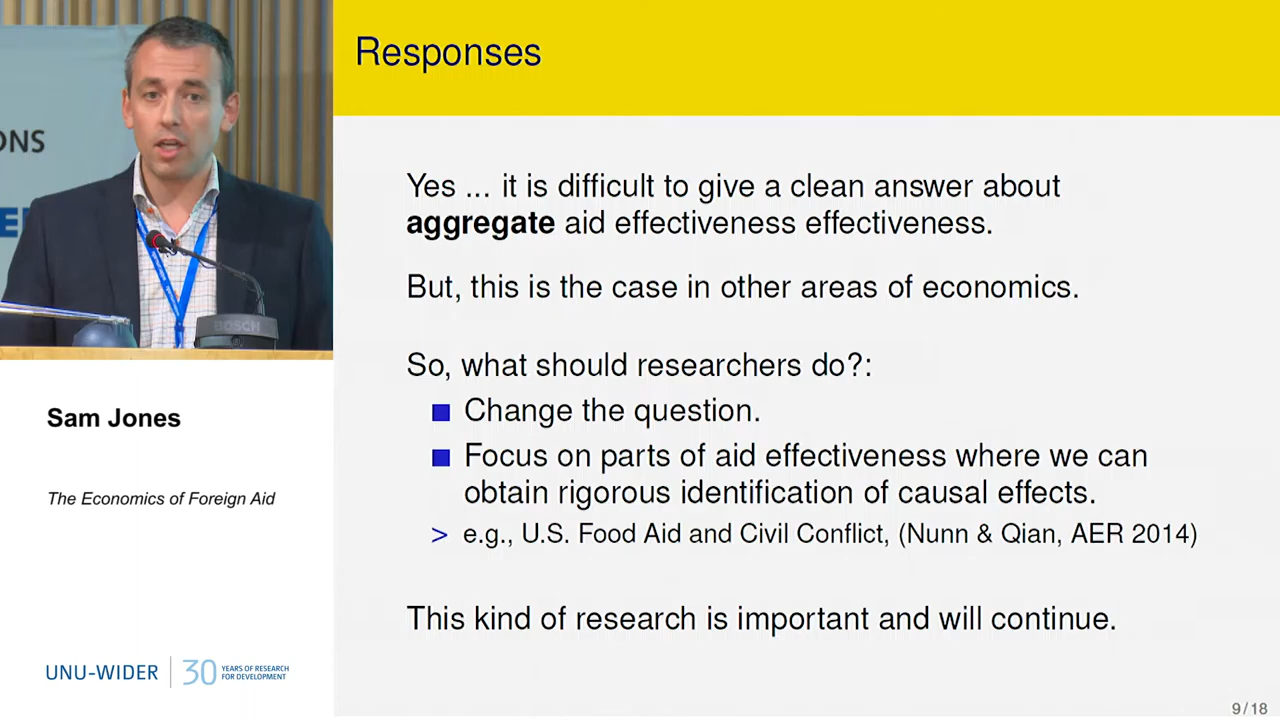 Responses
ONS
Yes ... it is difficult to give a clean answer about
aggregate aid effectiveness effectiveness.
But, this is the case in other areas of economics.
So, what should researchers do?:
Change the question.
Focus on parts of aid effectiveness where we can
obtain rigorous identification of causal effects.
> e.g., U.S. Food Aid and Civil Conflict, (Nunn & Qian, AER 2014)
This kind of research is important and will continue.
BOSCH
Sam Jones
The Economics of Foreign Aid
UNU-WIDER
30
YEARS OF RESEARCH
FOR DEVELOPMENT
9/18